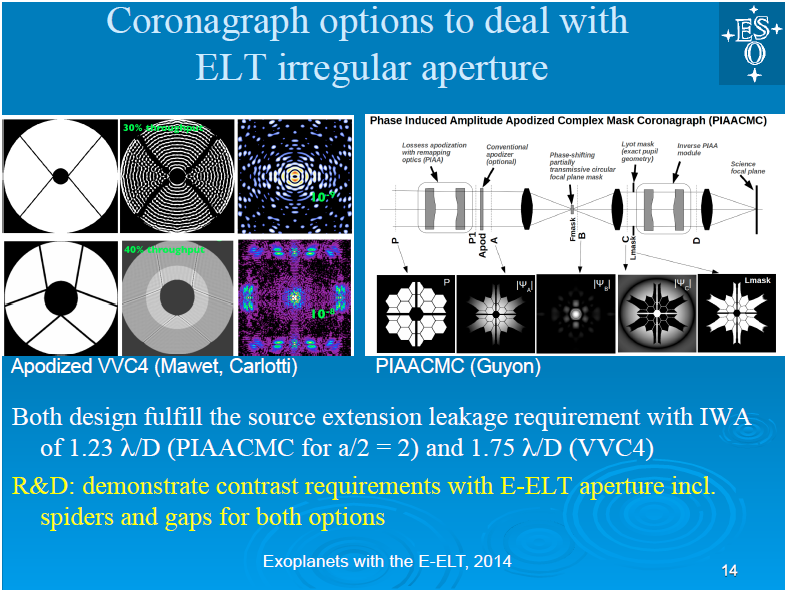 Coronagraph options to deal with
ELT irregular aperture
ESO
30% throughput
10⁻⁹
40% throughput
10⁻⁸
Apodized VVC4 (Mawet, Carlotti)
Phase Induced Amplitude Apodized Complex Mask Coronagraph (PIAACMC)
Lossess apodization
with remapping
optics (PIAA)
Conventional
apodizer
(optional)
Phase-shifting
partially
transmissive circular
focal plane mask
Lyot mask
(exact pupil
geometry)
Inverse PIAA
module
Science
focal plane
P
P1
Apod
A
Fmask
B
C
Lmask
D
P
|Ψ_A|
|Ψ_B|
|Ψ_C|
Lmask
PIAACMC (Guyon)
Both design fulfill the source extension leakage requirement with IWA
of 1.23 λ/D (PIAACMC for a/2 = 2) and 1.75 λ/D (VVC4)
R&D: demonstrate contrast requirements with E-ELT aperture incl.
spiders and gaps for both options
Exoplanets with the E-ELT, 2014
14